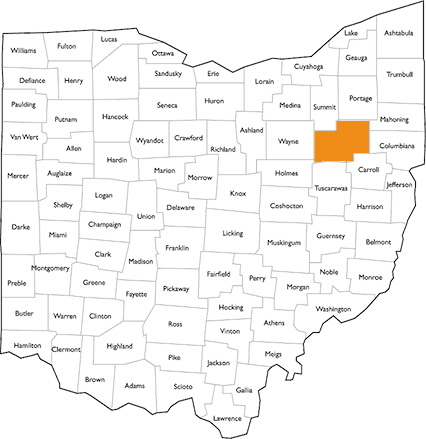 Lake
Ashtabula
Lucas
Fulton
Williams
Ottawa
Geauga
Cuyahoga
Wood
Sandusky
Erie
Lorain
Trumbull
Defiance
Henry
Portage
Paulding
Seneca
Huron
Medina
Summit
Hancock
Putnam
Mahoning
Ashland
Van Wert
Wyandot
Crawford
Richland
Wayne
Columbiana
Allen
Hardin
Carroll
Mercer
Auglaize
Marion
Morrow
Holmes
Jefferson
Tuscarawas
Logan
Knox
Shelby
Delaware
Coshocton
Harrison
Union
Champaign
Darke
Miami
Licking
Guernsey
Franklin
Muskingum
Belmont
Clark
Madison
Montgomery
Fairfield
Noble
Monroe
Preble
Greene
Perry
Pickaway
Morgan
Fayette
Hocking
Washington
Butler
Warren
Clinton
Ross
Athens
Vinton
Hamilton
Clermont
Highland
Meigs
Pike
Jackson
Brown
Adams
Scioto
Gallia
Lawrence